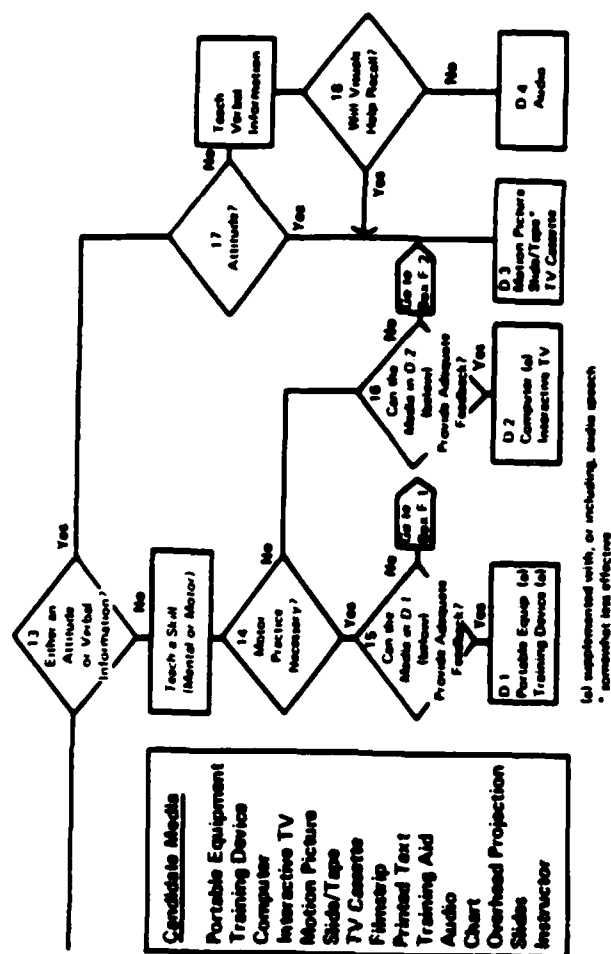 Candidate Media
Portable Equipment
Training Device
Computer
Interactive TV
Motion Picture
Slide/Tape
TV Cassette
Filmstrip
Printed Text
Training Aid
Audio
Chart
Overhead Projection
Slides
Instructor
13
Either an
Attitude
or Verbal
Information?
Yes
No
Teach a Skill
(Mental or Motor)
14
Motor
Practice
Necessary?
No
Yes
15
Can the
Media in D 1
(below)
Provide Adequate
Feedback?
No
Go to
Box F 1
Yes
D 1
Portable Equip (a)
Training Device (a)
16
Can the
Media in D 2
(below)
Provide Adequate
Feedback?
No
Go to
Box F 2
Yes
D 2
Computer (a)
Interactive TV
17
Attitude?
No
Yes
Teach
Verbal
Information
18
Will Visuals
Help Recall?
Yes
No
D 3
Motion Picture
Slide/Tape*
TV Cassette
D 4
Audio
(a) supplemented with, or including, audio speech
* somewhat less effective